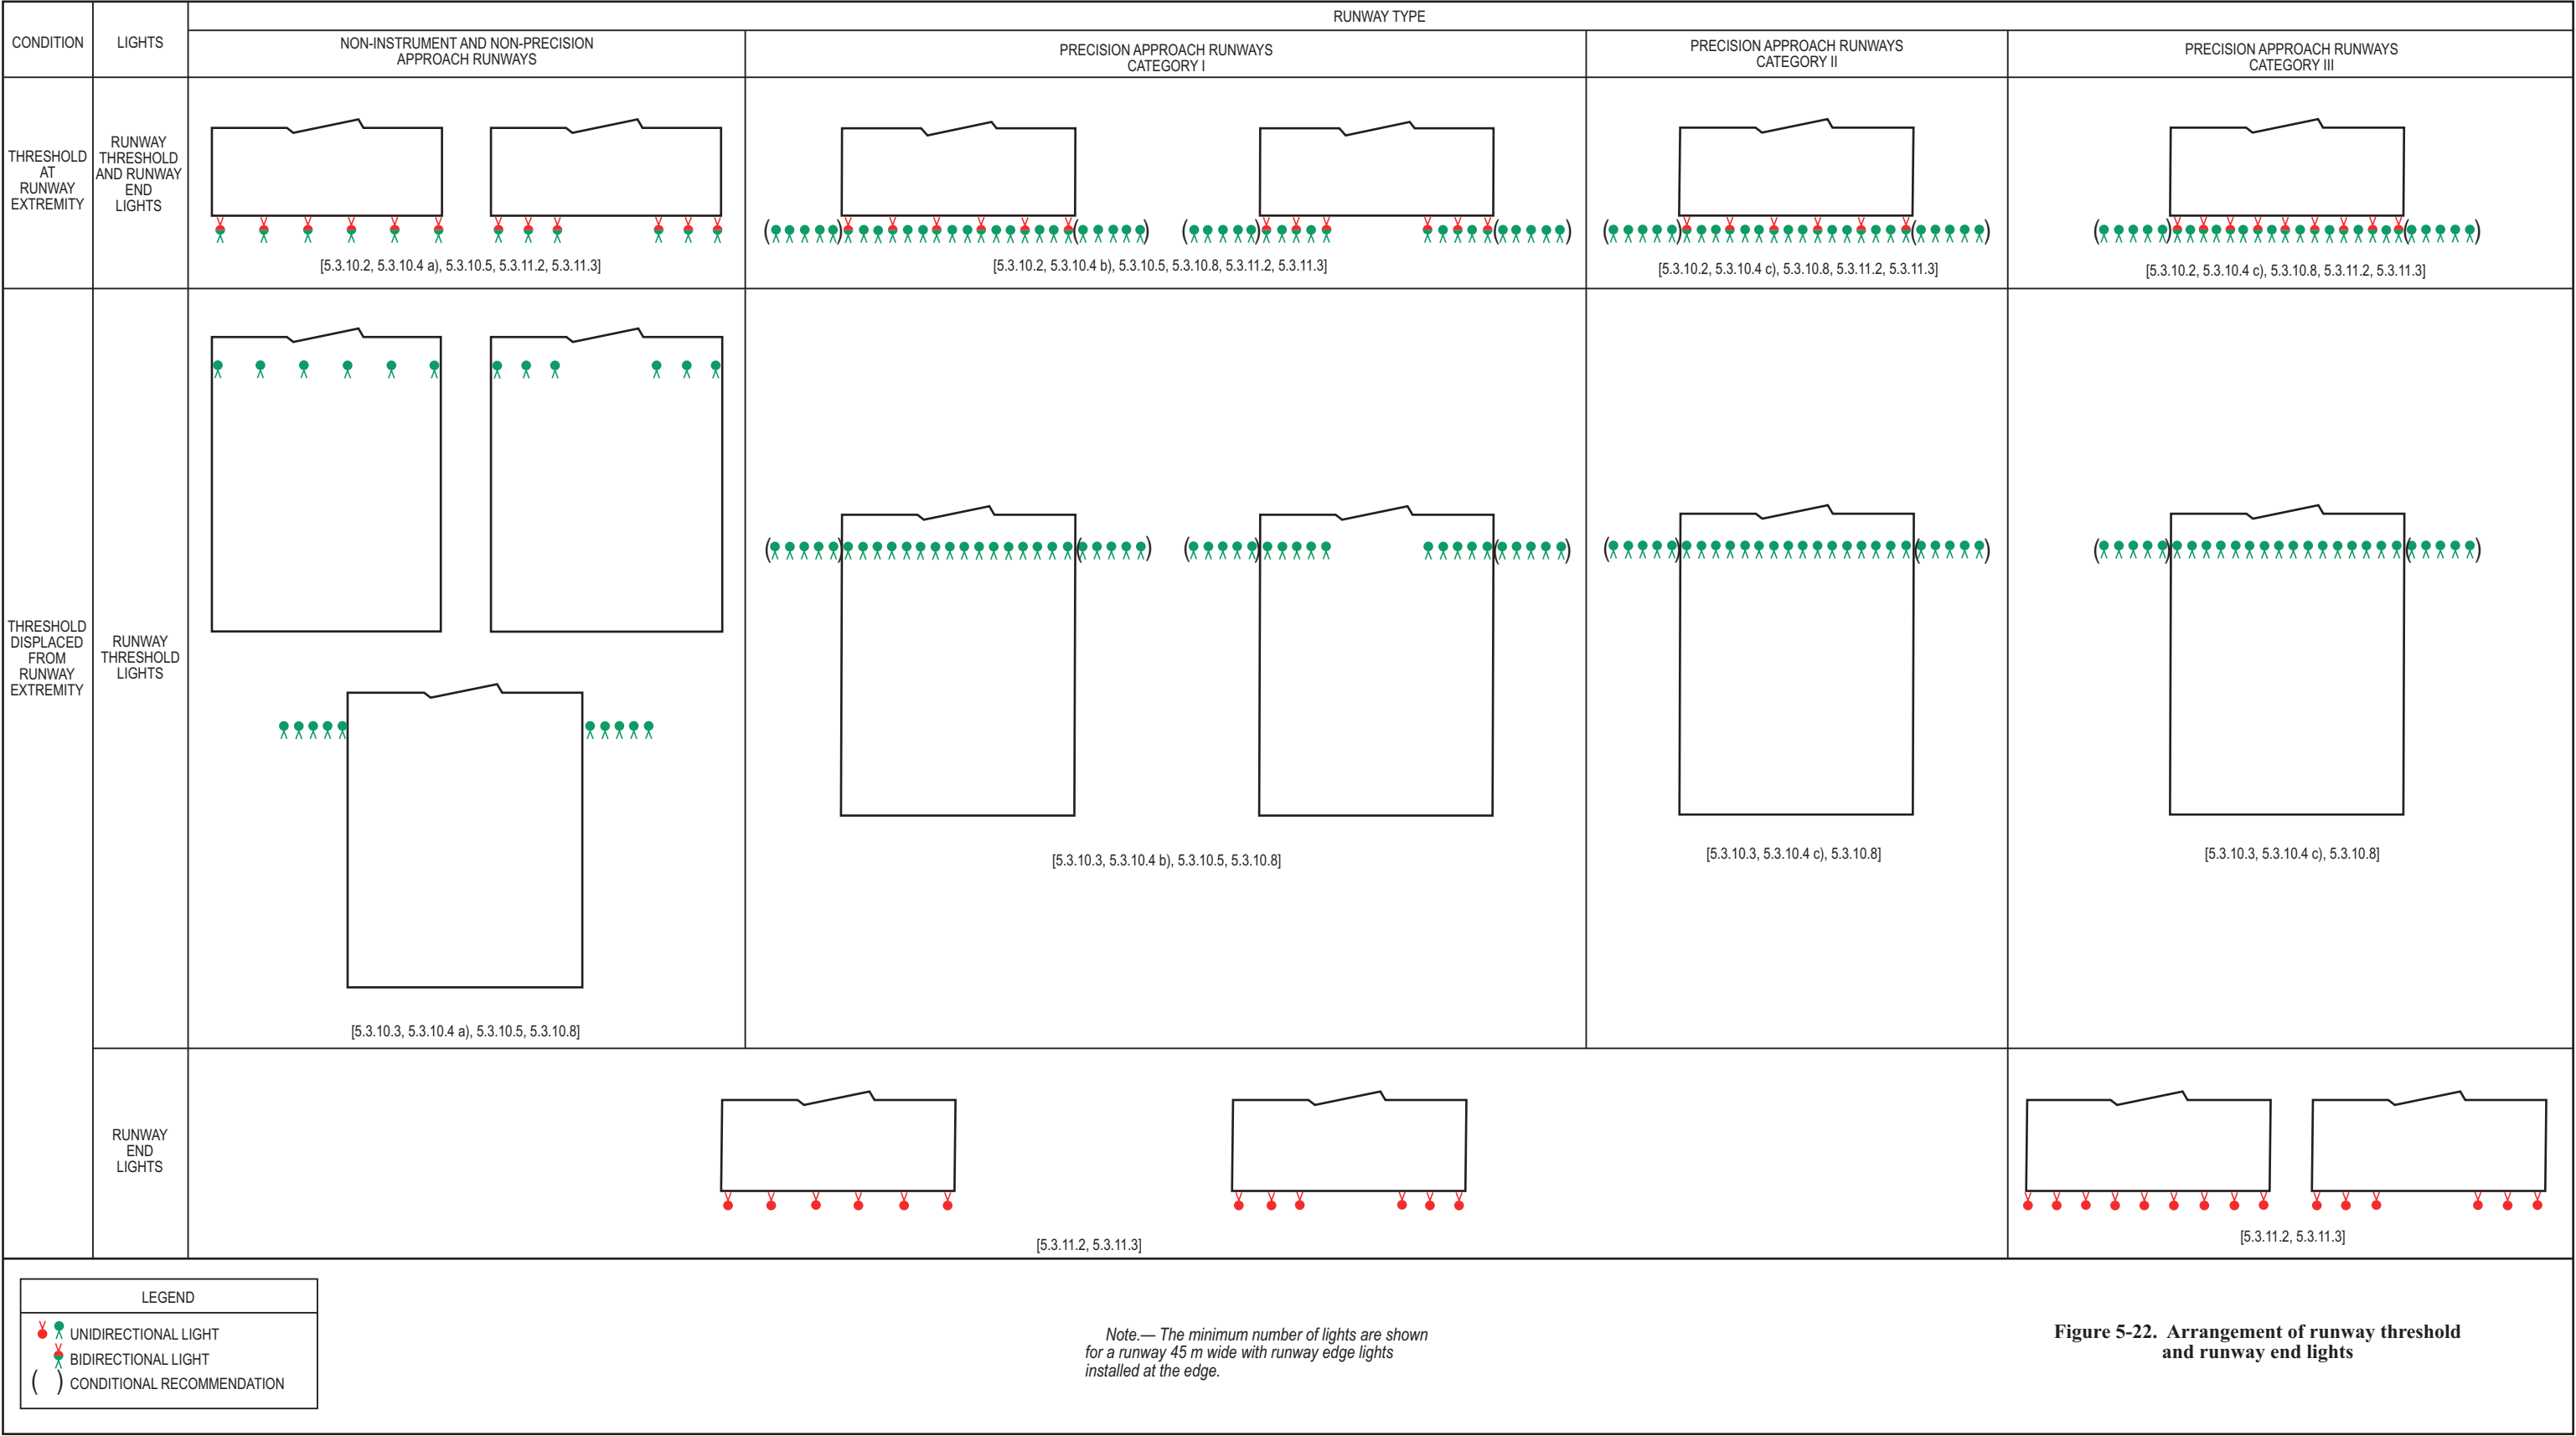 CONDITION
LIGHTS
RUNWAY TYPE
NON-INSTRUMENT AND NON-PRECISION
APPROACH RUNWAYS
PRECISION APPROACH RUNWAYS
CATEGORY I
PRECISION APPROACH RUNWAYS
CATEGORY II
PRECISION APPROACH RUNWAYS
CATEGORY III
THRESHOLD
AT
RUNWAY
EXTREMITY
RUNWAY
THRESHOLD
AND RUNWAY
END
LIGHTS
[5.3.10.2, 5.3.10.4 a), 5.3.10.5, 5.3.11.2, 5.3.11.3]
( ) ( ) ( ) ( )
[5.3.10.2, 5.3.10.4 b), 5.3.10.5, 5.3.10.8, 5.3.11.2, 5.3.11.3]
( ) ( )
[5.3.10.2, 5.3.10.4 c), 5.3.10.8, 5.3.11.2, 5.3.11.3]
( ) ( )
[5.3.10.2, 5.3.10.4 c), 5.3.10.8, 5.3.11.2, 5.3.11.3]
THRESHOLD
DISPLACED
FROM
RUNWAY
EXTREMITY
RUNWAY
THRESHOLD
LIGHTS
[5.3.10.3, 5.3.10.4 a), 5.3.10.5, 5.3.10.8]
( ) ( ) ( ) ( )
[5.3.10.3, 5.3.10.4 b), 5.3.10.5, 5.3.10.8]
( ) ( )
[5.3.10.3, 5.3.10.4 c), 5.3.10.8]
( ) ( )
[5.3.10.3, 5.3.10.4 c), 5.3.10.8]
RUNWAY
END
LIGHTS
[5.3.11.2, 5.3.11.3]
[5.3.11.2, 5.3.11.3]
LEGEND
UNIDIRECTIONAL LIGHT
BIDIRECTIONAL LIGHT
( ) CONDITIONAL RECOMMENDATION
Note.— The minimum number of lights are shown
for a runway 45 m wide with runway edge lights
installed at the edge.
Figure 5-22. Arrangement of runway threshold
and runway end lights